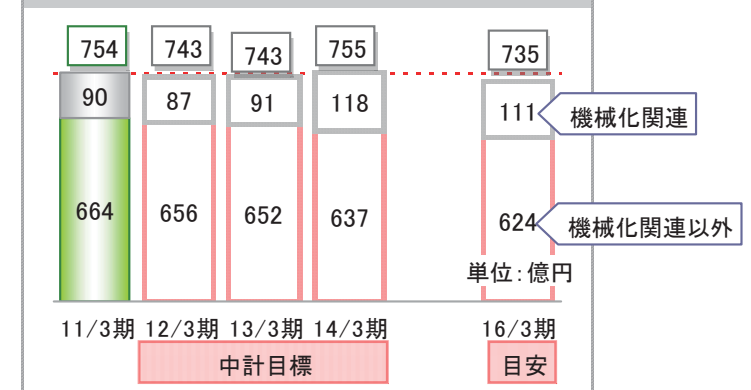 754 743 743 755 735
90 87 91 118 111 機械化関連
664 656 652 637 624 機械化関連以外
単位:億円
11/3期 12/3期 13/3期 14/3期 16/3期
中計目標 目安